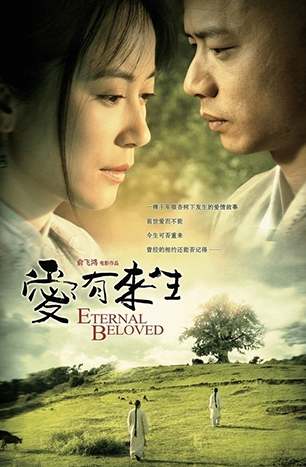 一棵千年银杏树下发生的爱情故事
前世爱而不能
今生可否重来
曾经的相约还能否记得……
俞飞鸿 电影作品
愛有来生
ETERNAL
BELOVED